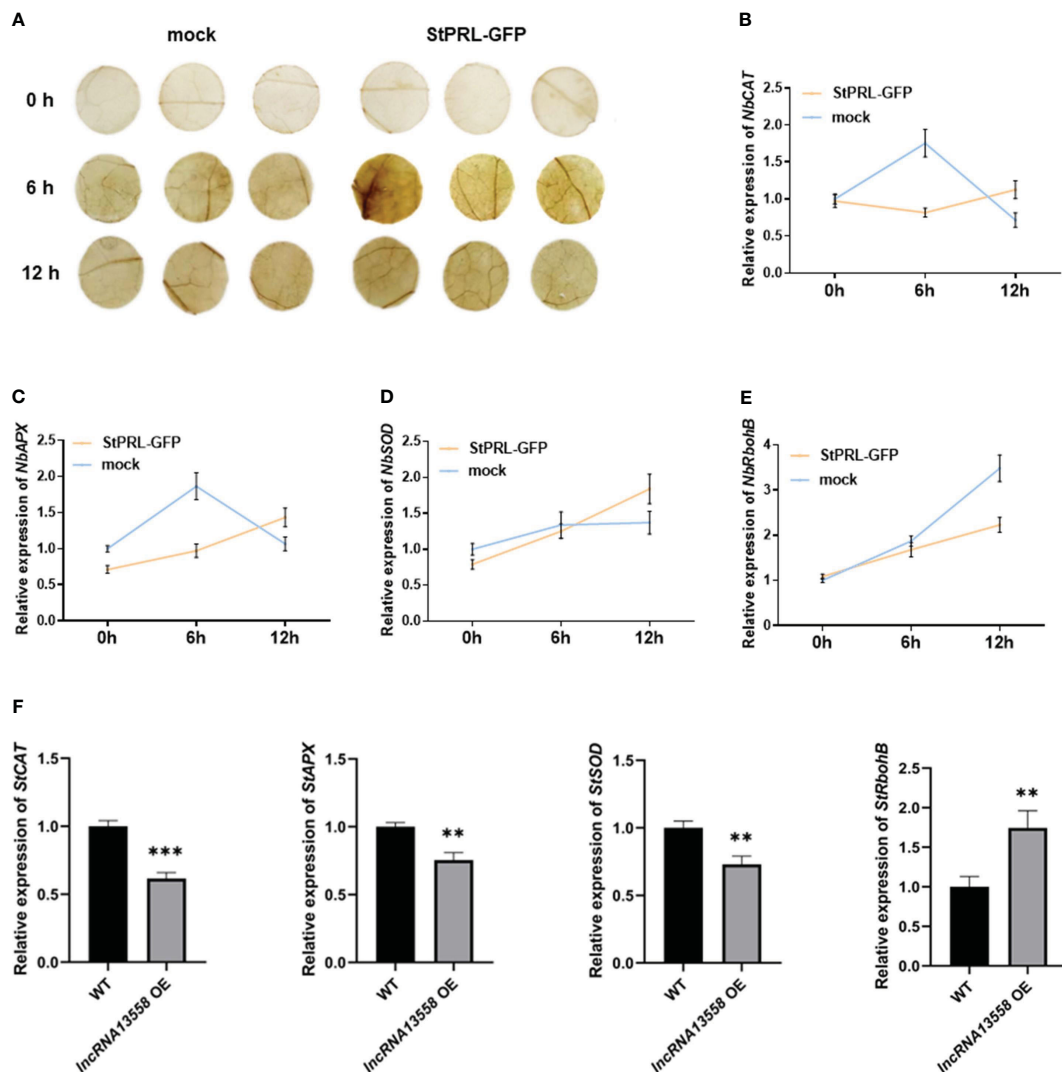 A
mock
StPRL-GFP
0 h
6 h
12 h
B
Relative expression of NbCAT
StPRL-GFP
mock
2.5
2.0
1.5
1.0
0.5
0.0
0h
6h
12h
C
Relative expression of NbAPX
StPRL-GFP
mock
2.5
2.0
1.5
1.0
0.5
0.0
0h
6h
12h
D
Relative expression of NbSOD
StPRL-GFP
mock
2.5
2.0
1.5
1.0
0.5
0.0
0h
6h
12h
E
Relative expression of NbRbohB
StPRL-GFP
mock
4
3
2
1
0
0h
6h
12h
F
Relative expression of StCAT
1.5
1.0
0.5
0.0
***
WT
lncRNA13558 OE
Relative expression of StAPX
1.5
1.0
0.5
0.0
**
WT
lncRNA13558 OE
Relative expression of StSOD
1.5
1.0
0.5
0.0
**
WT
lncRNA13558 OE
Relative expression of StRbohB
2.5
2.0
1.5
1.0
0.5
0.0
**
WT
lncRNA13558 OE